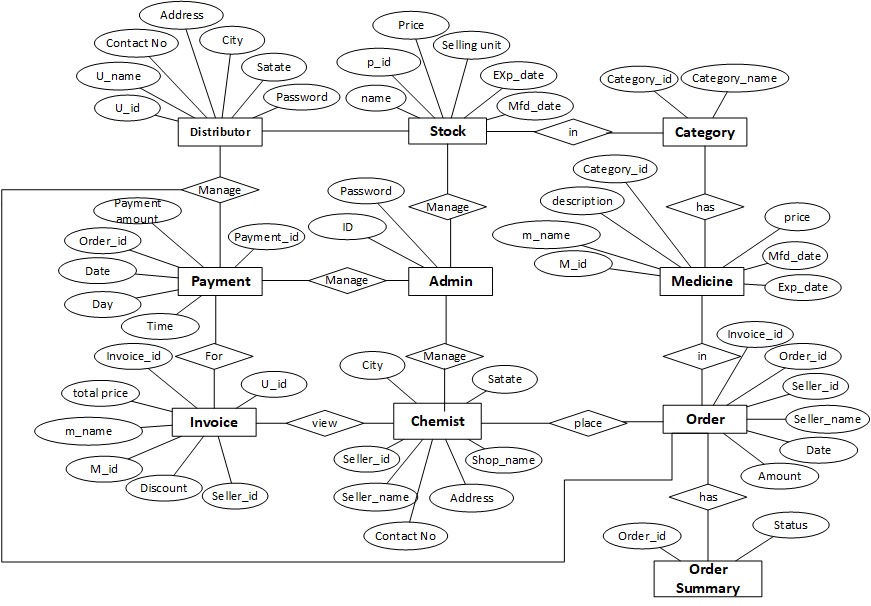 Address
Contact No
City
U_name
Satate
U_id
Password
Distributor
Price
Selling unit
p_id
EXp_date
name
Mfd_date
Stock
in
Category_id
Category_name
Category
Manage
Payment
amount
Order_id
Payment_id
Date
Day
Time
Payment
Manage
Password
ID
Manage
Admin
Category_id
description
m_name
M_id
has
price
Mfd_date
Exp_date
Medicine
Invoice_id
For
U_id
total price
m_name
M_id
Discount
Seller_id
Invoice
view
Manage
City
Satate
Chemist
Seller_id
Shop_name
Seller_name
Address
Contact No
place
in
Invoice_id
Order_id
Seller_id
Seller_name
Date
Amount
Order
has
Order_id
Status
Order
Summary